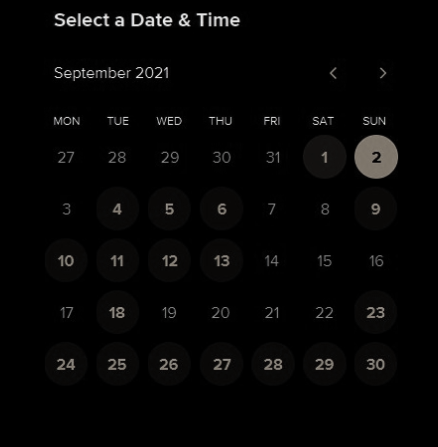 Select a Date & Time
September 2021
MON TUE WED THU FRI SAT SUN
27 28 29 30 31 1 2
3 4 5 6 7 8 9
10 11 12 13 14 15 16
17 18 19 20 21 22 23
24 25 26 27 28 29 30